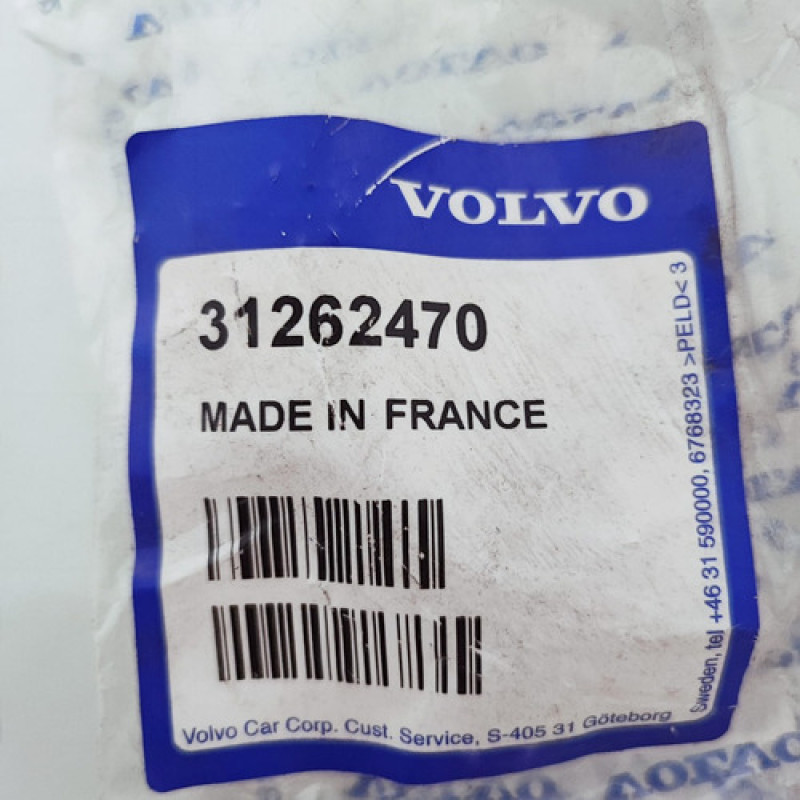 VOLVO
31262470
MADE IN FRANCE
Volvo Car Corp. Cust. Service, S-405 31 Göteborg
Sweden, tel +46 31 590000, 6768323 >PELD< 3
VOLVO